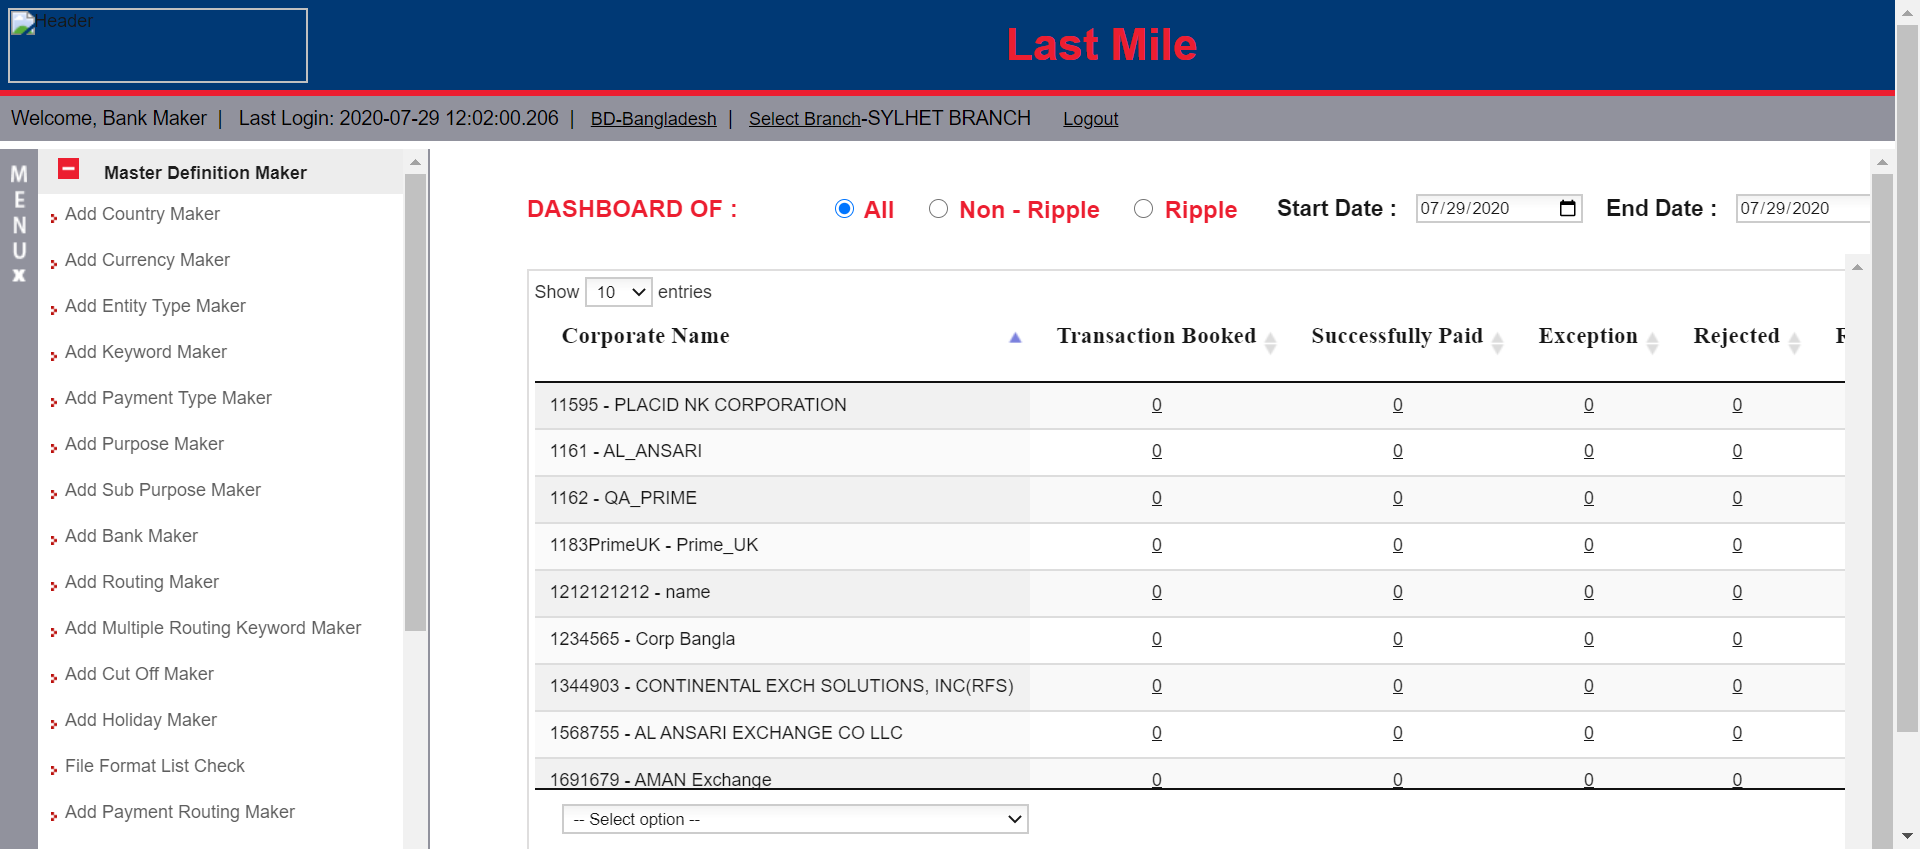 Header
Last Mile
Welcome, Bank Maker | Last Login: 2020-07-29 12:02:00.206 | BD-Bangladesh | Select Branch-SYLHET BRANCH Logout
MENU
x
Master Definition Maker
Add Country Maker
Add Currency Maker
Add Entity Type Maker
Add Keyword Maker
Add Payment Type Maker
Add Purpose Maker
Add Sub Purpose Maker
Add Bank Maker
Add Routing Maker
Add Multiple Routing Keyword Maker
Add Cut Off Maker
Add Holiday Maker
File Format List Check
Add Payment Routing Maker
DASHBOARD OF : All Non - Ripple Ripple Start Date : 07/29/2020 End Date : 07/29/2020
Show 10 entries
Corporate Name Transaction Booked Successfully Paid Exception Rejected
11595 - PLACID NK CORPORATION 0 0 0 0
1161 - AL_ANSARI 0 0 0 0
1162 - QA_PRIME 0 0 0 0
1183PrimeUK - Prime_UK 0 0 0 0
1212121212 - name 0 0 0 0
1234565 - Corp Bangla 0 0 0 0
1344903 - CONTINENTAL EXCH SOLUTIONS, INC(RFS) 0 0 0 0
1568755 - AL ANSARI EXCHANGE CO LLC 0 0 0 0
1691679 - AMAN Exchange 0 0 0 0
-- Select option --